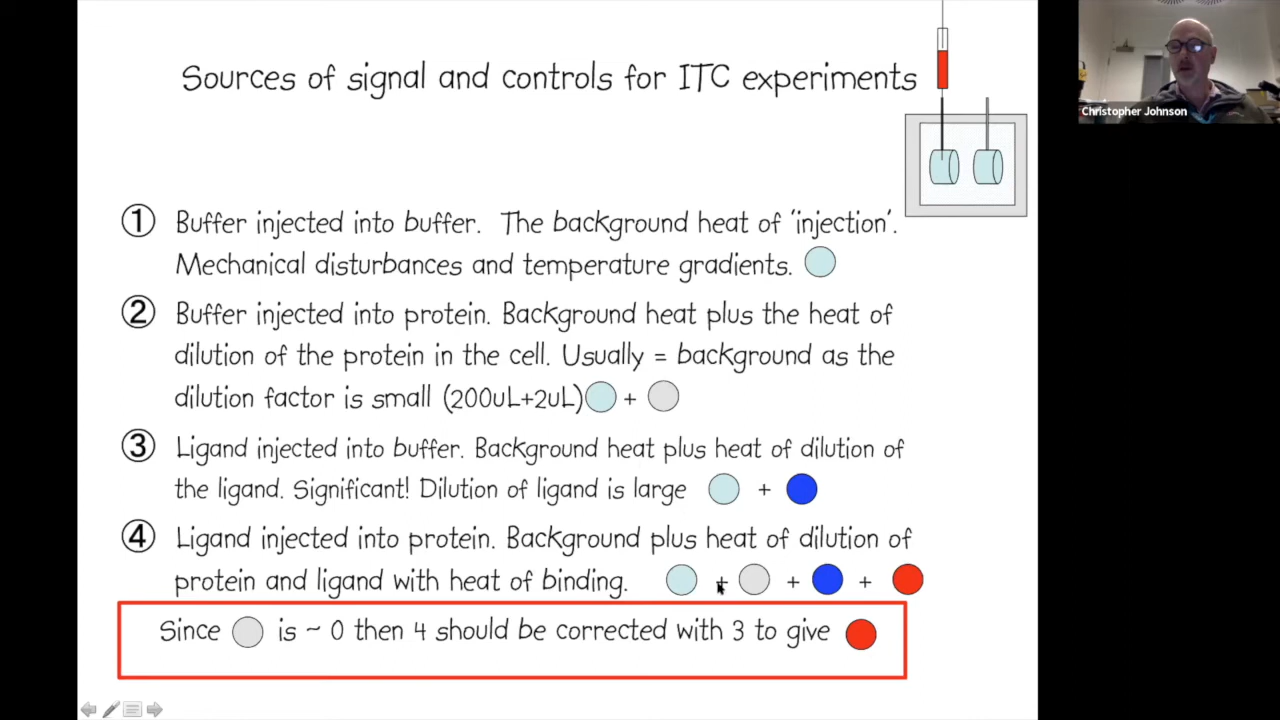 Sources of signal and controls for ITC experiments
Christopher Johnson
① Buffer injected into buffer. The background heat of 'injection'.
Mechanical disturbances and temperature gradients.
② Buffer injected into protein. Background heat plus the heat of
dilution of the protein in the cell. Usually = background as the
dilution factor is small (200uL+2uL) +
③ Ligand injected into buffer. Background heat plus heat of dilution of
the ligand. Significant! Dilution of ligand is large +
④ Ligand injected into protein. Background plus heat of dilution of
protein and ligand with heat of binding. + + +
Since is ~ 0 then 4 should be corrected with 3 to give